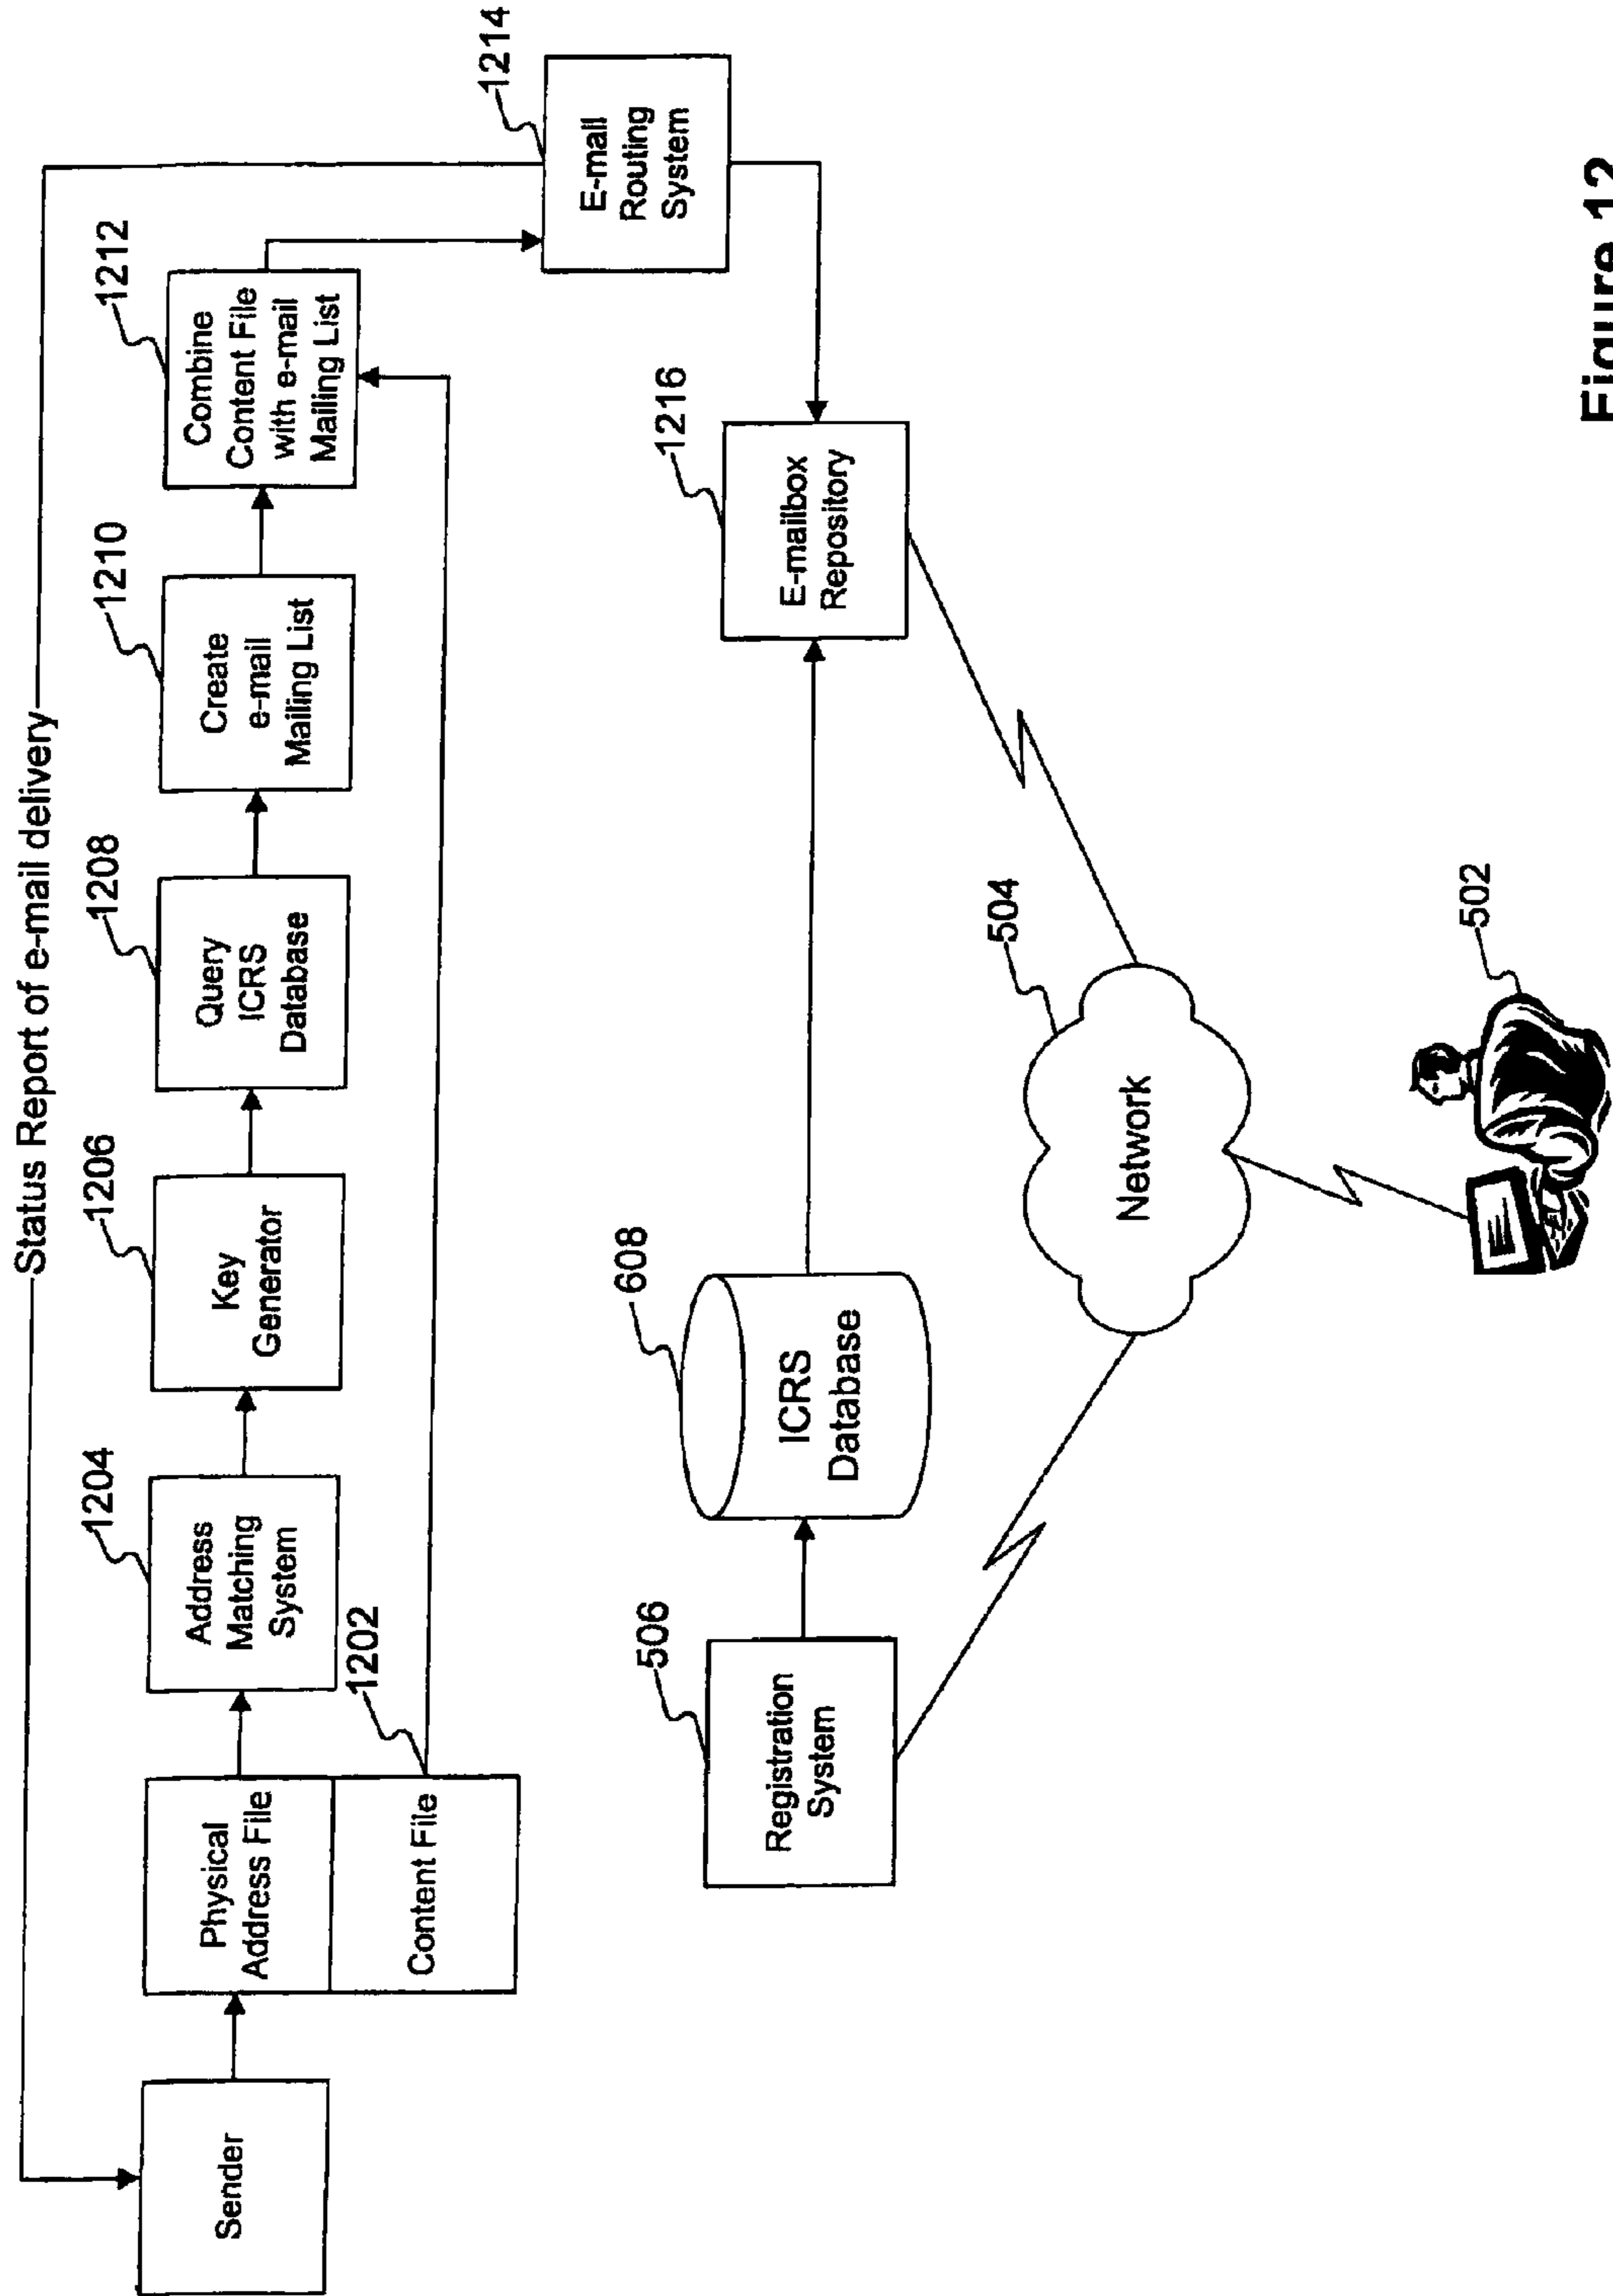 Status Report of e-mail delivery
Sender
Physical
Address File
Content File
1202
Address
Matching
System
1204
Key
Generator
1206
Query
ICRS
Database
1208
Create
e-mail
Mailing List
1210
Combine
Content File
with e-mail
Mailing List
1212
E-mail
Routing
System
1214
Registration
System
506
ICRS
Database
608
E-mailbox
Repository
1216
Network
504
502
Figure 12